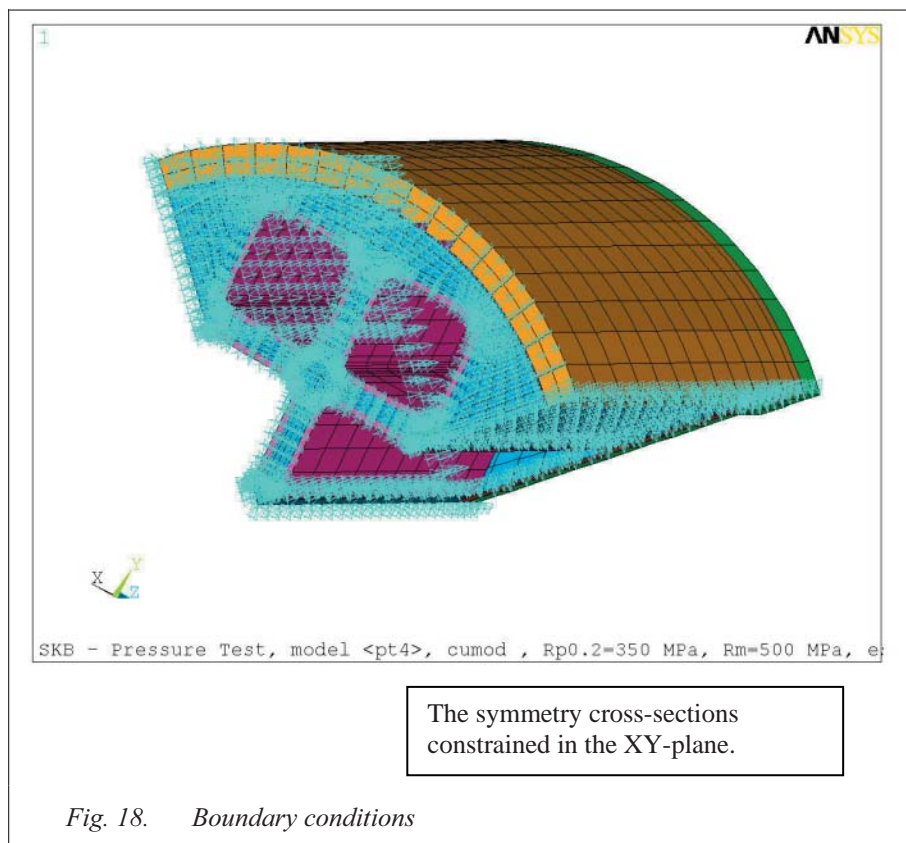 1
ANSYS
X
Y
Z
SKB - Pressure Test, model <pt4>, cumod , Rp0.2=350 MPa, Rm=500 MPa,
The symmetry cross-sections
constrained in the XY-plane.
Fig. 18. Boundary conditions